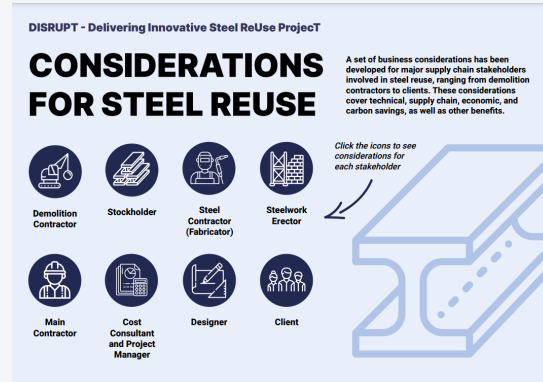 DISRUPT - Delivering Innovative Steel ReUse ProjecT
CONSIDERATIONS
FOR STEEL REUSE
A set of business considerations has been
developed for major supply chain stakeholders
involved in steel reuse, ranging from demolition
contractors to clients. These considerations
cover technical, supply chain, economic, and
carbon savings, as well as other benefits.
Click the icons to see
considerations for
each stakeholder
Demolition
Contractor
Stockholder
Steel
Contractor
(Fabricator)
Steelwork
Erector
Main
Contractor
Cost
Consultant
and Project
Manager
Designer
Client